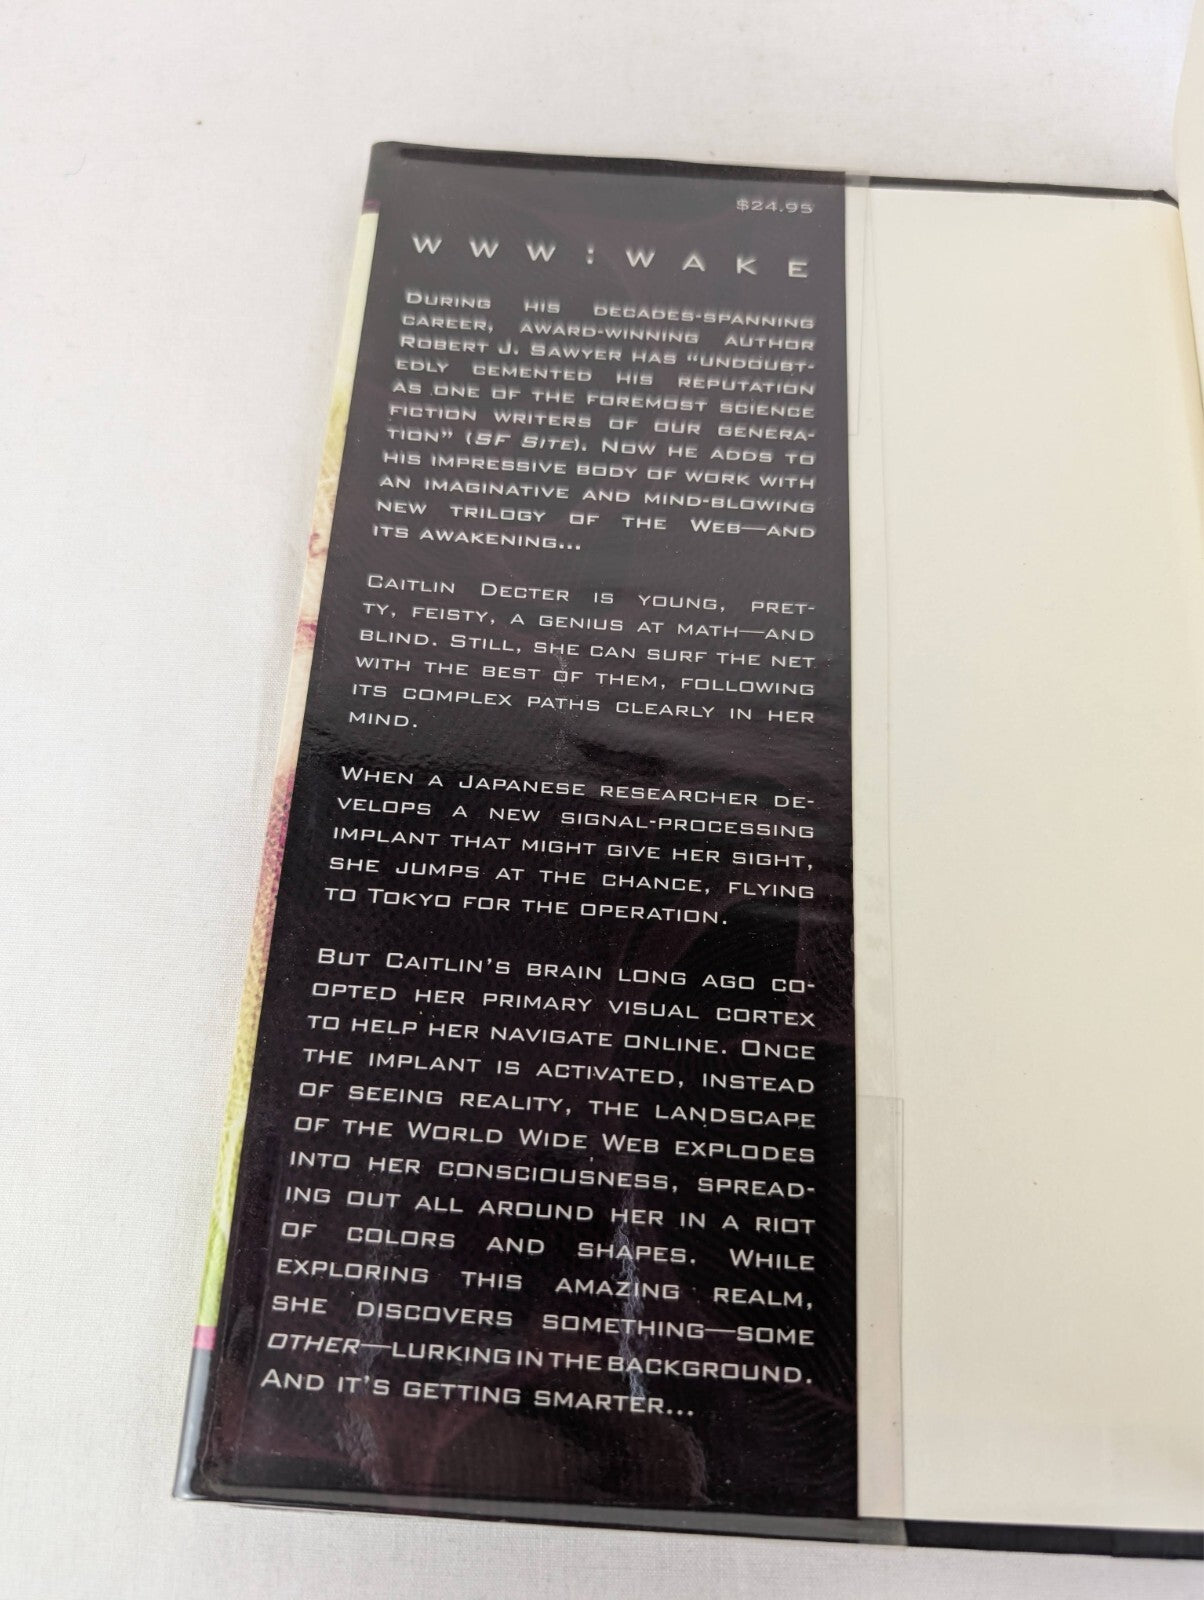 $24.95
WWW:WAKE
DURING HIS DECADES-SPANNING
CAREER, AWARD-WINNING AUTHOR
ROBERT J. SAWYER HAS “UNDOUBT-
EDLY CEMENTED HIS REPUTATION
AS ONE OF THE FOREMOST SCIENCE
FICTION WRITERS OF OUR GENERA-
TION” (SF SITE). NOW HE ADDS TO
HIS IMPRESSIVE BODY OF WORK WITH
AN IMAGINATIVE AND MIND-BLOWING
NEW TRILOGY OF THE WEB—AND
ITS AWAKENING...
CAITLIN DECTER IS YOUNG, PRET-
TY, FEISTY, A GENIUS AT MATH—AND
BLIND. STILL, SHE CAN SURF THE NET
WITH THE BEST OF THEM, FOLLOWING
ITS COMPLEX PATHS CLEARLY IN HER
MIND.
WHEN A JAPANESE RESEARCHER DE-
VELOPS A NEW SIGNAL-PROCESSING
IMPLANT THAT MIGHT GIVE HER SIGHT,
SHE JUMPS AT THE CHANCE, FLYING
TO TOKYO FOR THE OPERATION.
BUT CAITLIN’S BRAIN LONG AGO CO-
OPTED HER PRIMARY VISUAL CORTEX
TO HELP HER NAVIGATE ONLINE. ONCE
THE IMPLANT IS ACTIVATED, INSTEAD
OF SEEING REALITY, THE LANDSCAPE
OF THE WORLD WIDE WEB EXPLODES
INTO HER CONSCIOUSNESS, SPREAD-
ING OUT ALL AROUND HER IN A RIOT
OF COLORS AND SHAPES. WHILE
EXPLORING THIS AMAZING REALM,
SHE DISCOVERS SOMETHING—SOME
OTHER—LURKING IN THE BACKGROUND.
AND IT’S GETTING SMARTER...